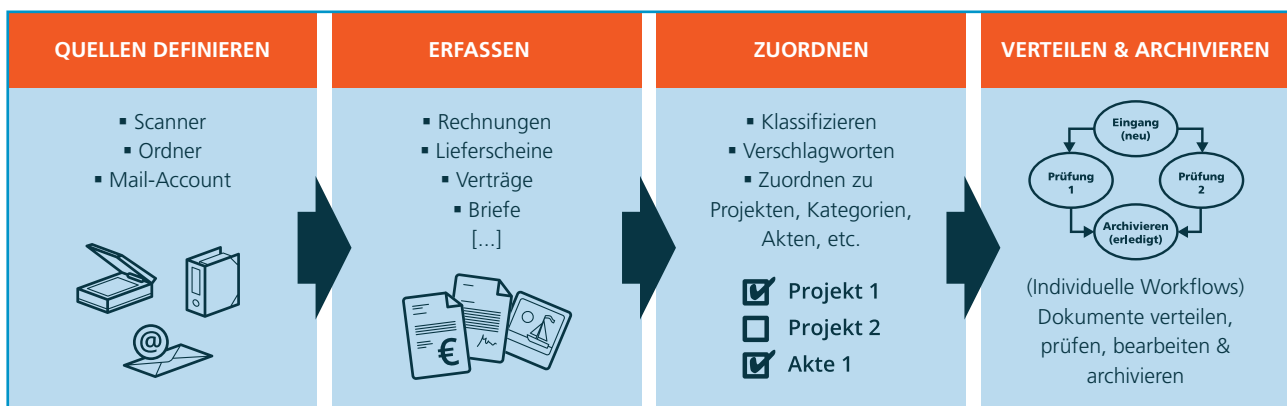 QUELLEN DEFINIEREN
▪ Scanner
▪ Ordner
▪ Mail-Account
@
ERFASSEN
▪ Rechnungen
▪ Lieferscheine
▪ Verträge
▪ Briefe
[...]
€
ZUORDNEN
▪ Klassifizieren
▪ Verschlagworten
▪ Zuordnen zu
Projekten, Kategorien,
Akten, etc.
Projekt 1
Projekt 2
Akte 1
VERTEILEN & ARCHIVIEREN
Eingang
(neu)
Prüfung
1
Prüfung
2
Archivieren
(erledigt)
(Individuelle Workflows)
Dokumente verteilen,
prüfen, bearbeiten &
archivieren